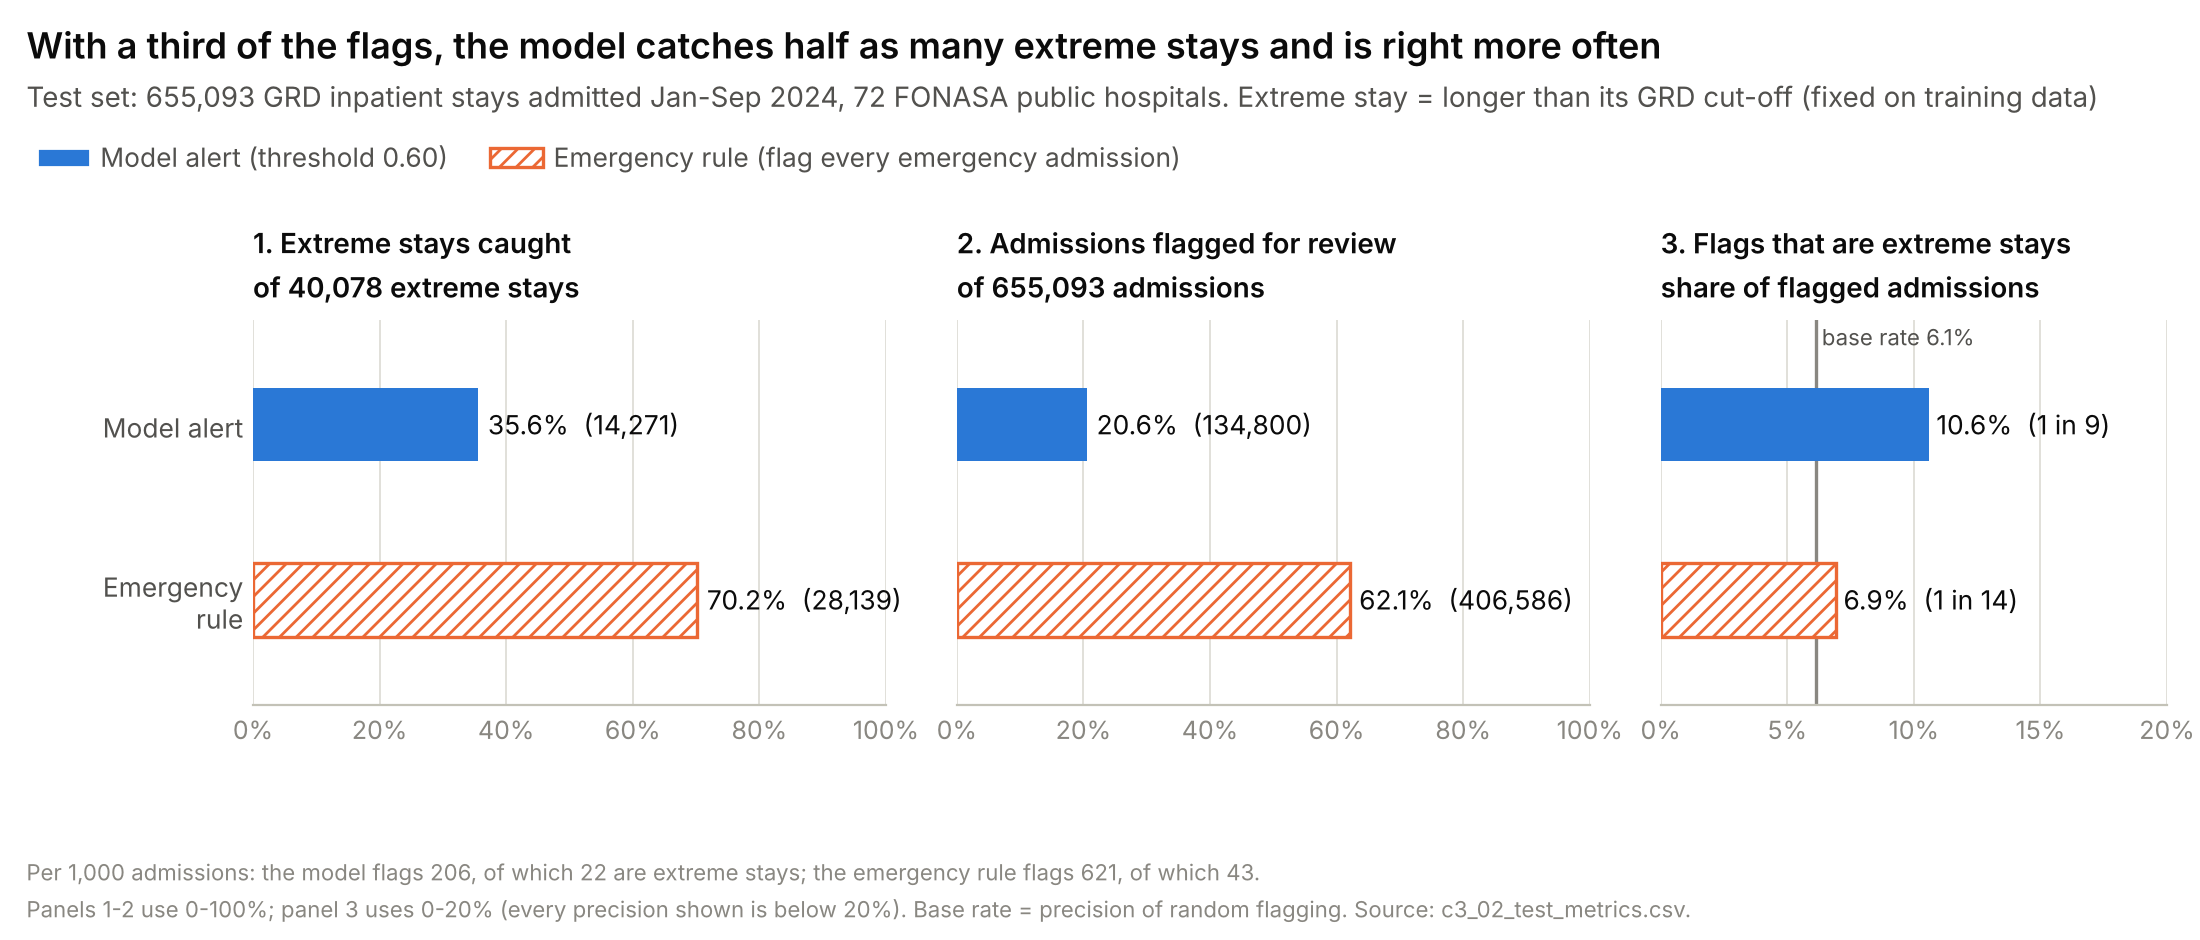 With a third of the flags, the model catches half as many extreme stays and is right more often
Test set: 655,093 GRD inpatient stays admitted Jan-Sep 2024, 72 FONASA public hospitals. Extreme stay = longer than its GRD cut-off (fixed on training data)
Model alert (threshold 0.60)
Emergency rule (flag every emergency admission)
1. Extreme stays caught
of 40,078 extreme stays
Model alert
35.6% (14,271)
Emergency
rule
70.2% (28,139)
0% 20% 40% 60% 80% 100%
2. Admissions flagged for review
of 655,093 admissions
20.6% (134,800)
62.1% (406,586)
0% 20% 40% 60% 80% 100%
3. Flags that are extreme stays
share of flagged admissions
base rate 6.1%
10.6% (1 in 9)
6.9% (1 in 14)
0% 5% 10% 15% 20%
Per 1,000 admissions: the model flags 206, of which 22 are extreme stays; the emergency rule flags 621, of which 43.
Panels 1-2 use 0-100%; panel 3 uses 0-20% (every precision shown is below 20%). Base rate = precision of random flagging. Source: c3_02_test_metrics.csv.